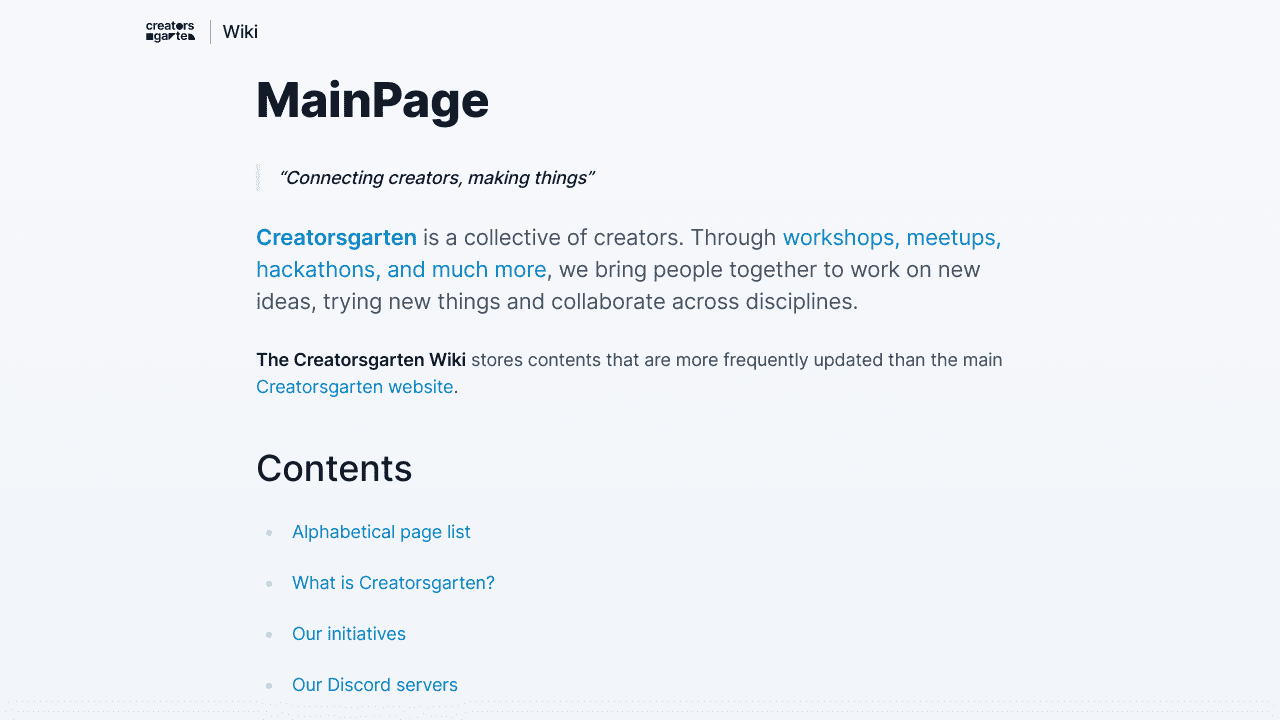 creators
garten
Wiki
MainPage
“Connecting creators, making things”
Creatorsgarten is a collective of creators. Through workshops, meetups,
hackathons, and much more, we bring people together to work on new
ideas, trying new things and collaborate across disciplines.
The Creatorsgarten Wiki stores contents that are more frequently updated than the main
Creatorsgarten website.
Contents
Alphabetical page list
What is Creatorsgarten?
Our initiatives
Our Discord servers